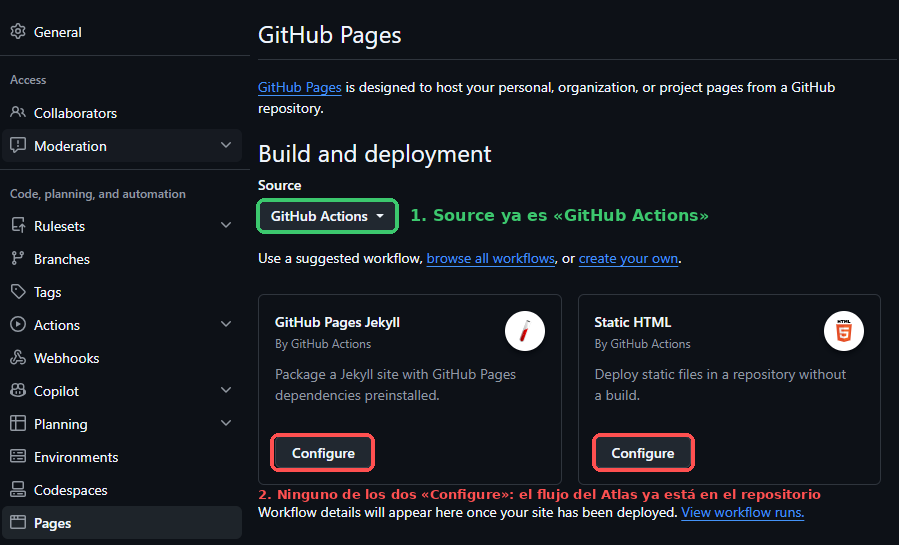 General
Access
Collaborators
Moderation
Code, planning, and automation
Rulesets
Branches
Tags
Actions
Webhooks
Copilot
Planning
Environments
Codespaces
Pages
GitHub Pages
GitHub Pages is designed to host your personal, organization, or project pages from a GitHub
repository.
Build and deployment
Source
GitHub Actions
1. Source ya es «GitHub Actions»
Use a suggested workflow, browse all workflows, or create your own.
GitHub Pages Jekyll
By GitHub Actions
Package a Jekyll site with GitHub Pages
dependencies preinstalled.
Configure
Static HTML
By GitHub Actions
HTML
5
Deploy static files in a repository without
a build.
Configure
2. Ninguno de los dos «Configure»: el flujo del Atlas ya está en el repositorio
Workflow details will appear here once your site has been deployed. View workflow runs.